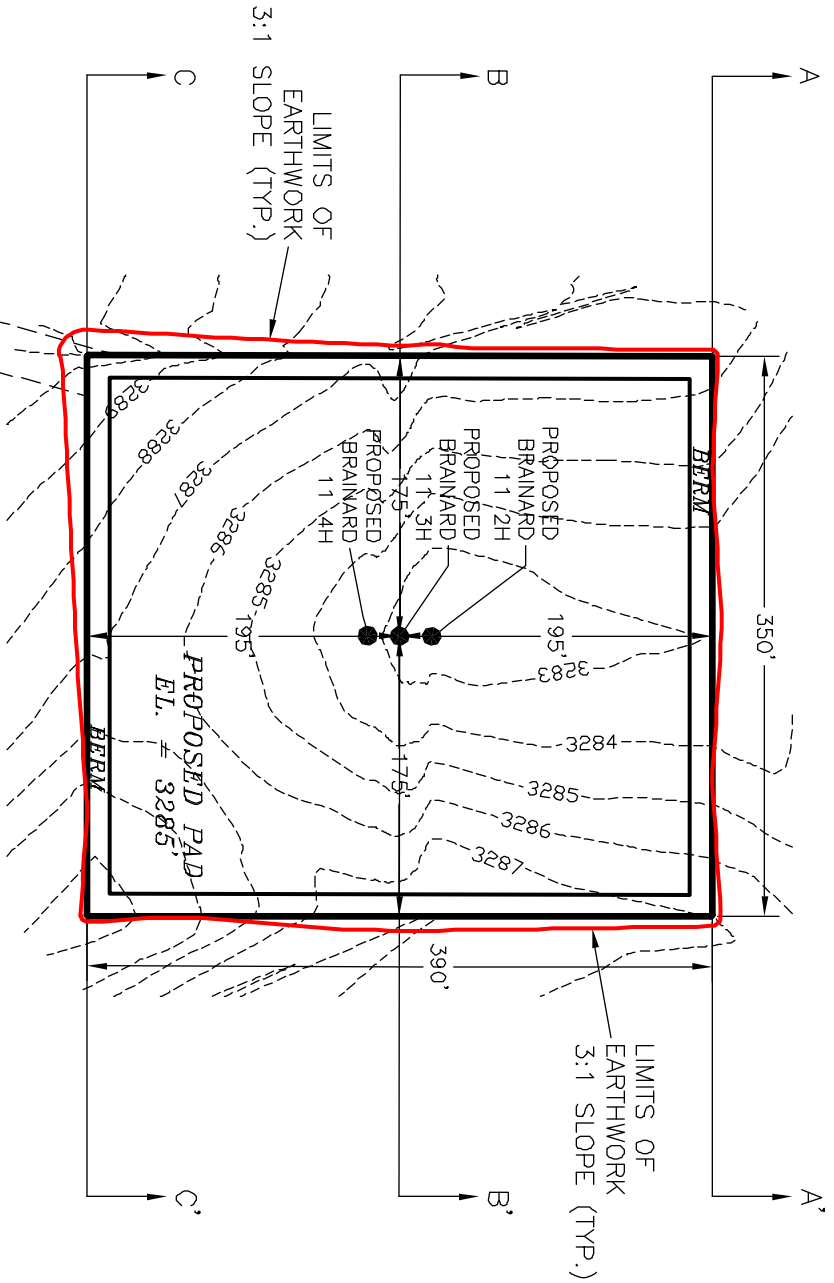 A
A'
350'
LIMITS OF
EARTHWORK
3:1 SLOPE (TYP.)
BERM
195'
3283
3284
3285
3286
3287
PROPOSED
BRAINARD
11 2H
PROPOSED
BRAINARD
11 3H
PROPOSED
BRAINARD
11 4H
B
175'
175'
B'
390'
195'
3285
3286
3287
3288
3289
PROPOSED PAD
EL. = 3285'
BERM
LIMITS OF
EARTHWORK
3:1 SLOPE (TYP.)
C
C'